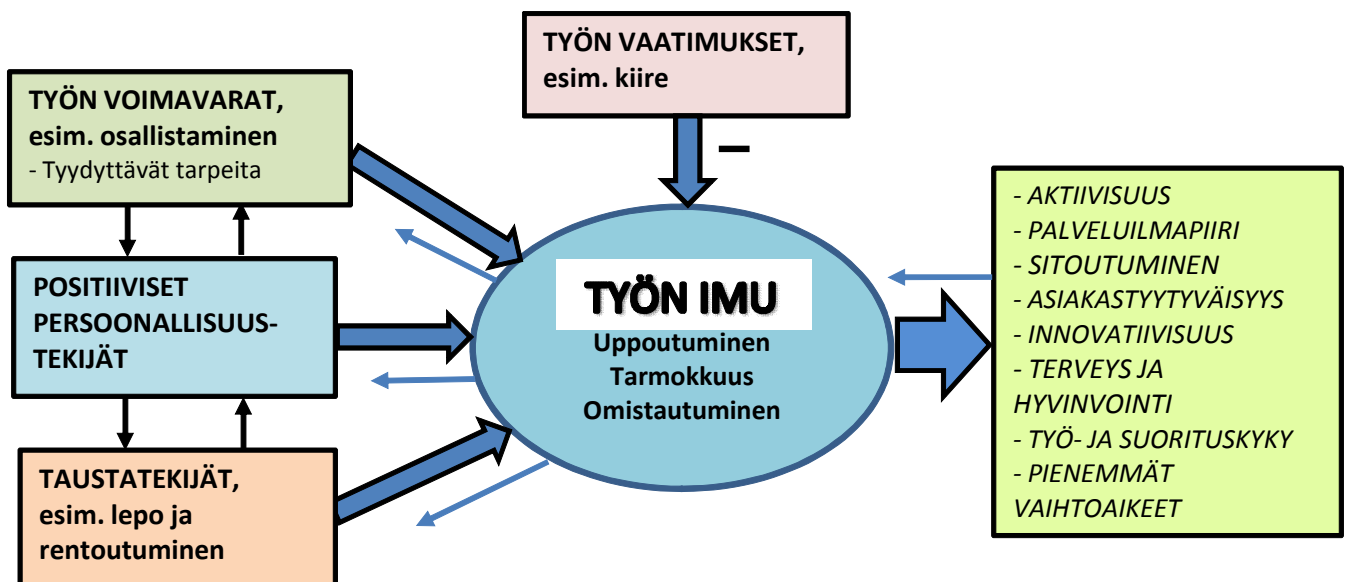 TYÖN VAATIMUKSET,
esim. kiire
–
TYÖN VOIMAVARAT,
esim. osallistaminen
- Tyydyttävät tarpeita
POSITIIVISET
PERSOONALLISUUS-
TEKIJÄT
TAUSTATEKIJÄT,
esim. lepo ja
rentoutuminen
TYÖN IMU
Uppoutuminen
Tarmokkuus
Omistautuminen
- AKTIIVISUUS
- PALVELUILMAPIIRI
- SITOUTUMINEN
- ASIAKASTYYTYVÄISYYS
- INNOVATIIVISUUS
- TERVEYS JA
HYVINVOINTI
- TYÖ- JA SUORITUSKYKY
- PIENEMMÄT
VAIHTOAIKEET